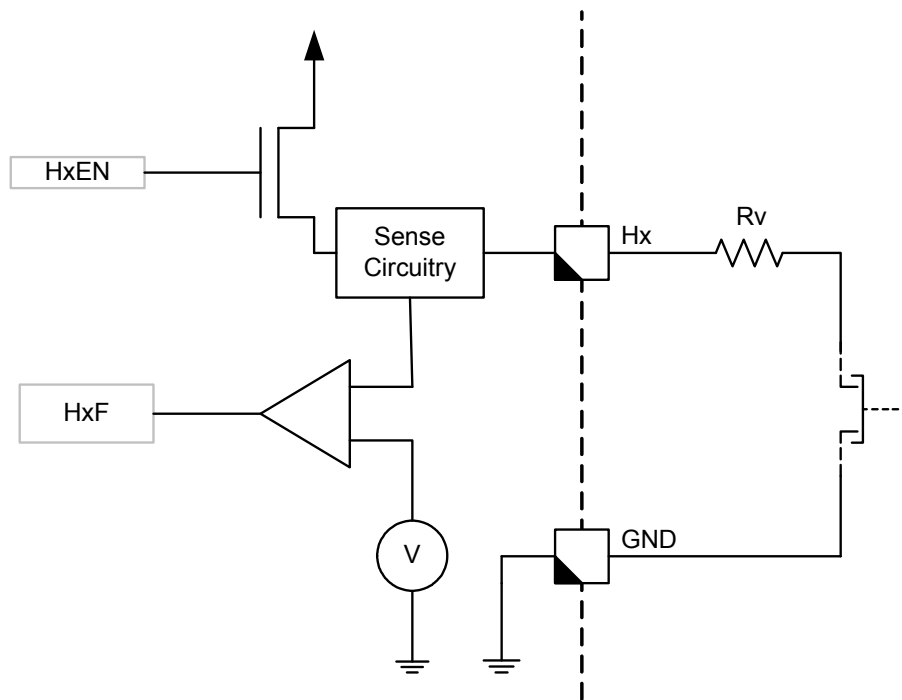 HxEN
Sense
Circuitry
Hx
Rv
HxF
V
GND